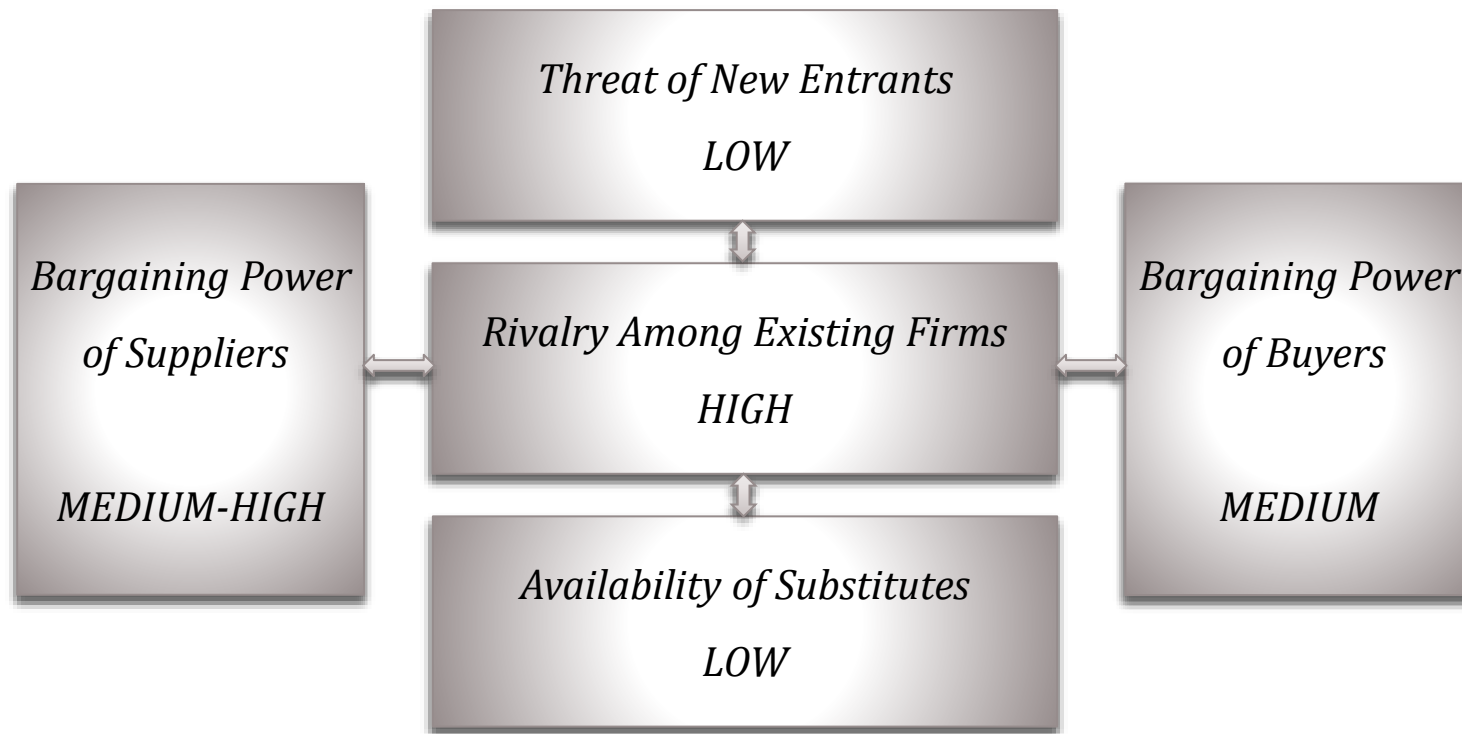 Threat of New Entrants
LOW
Bargaining Power
of Suppliers
MEDIUM-HIGH
Rivalry Among Existing Firms
HIGH
Bargaining Power
of Buyers
MEDIUM
Availability of Substitutes
LOW